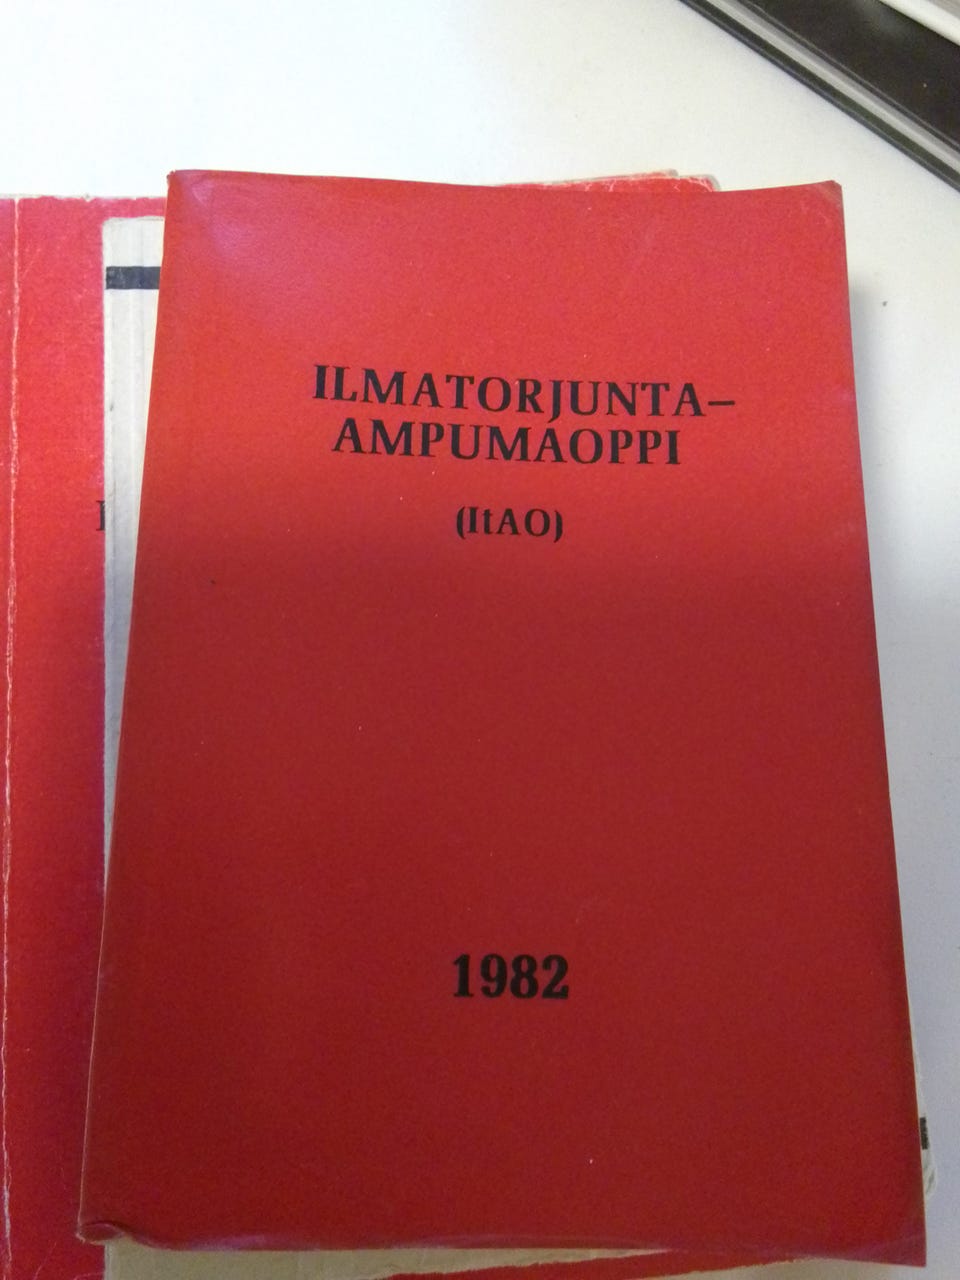 ILMATORJUNTA–
AMPUMAOPPI
(ItAO)
1982